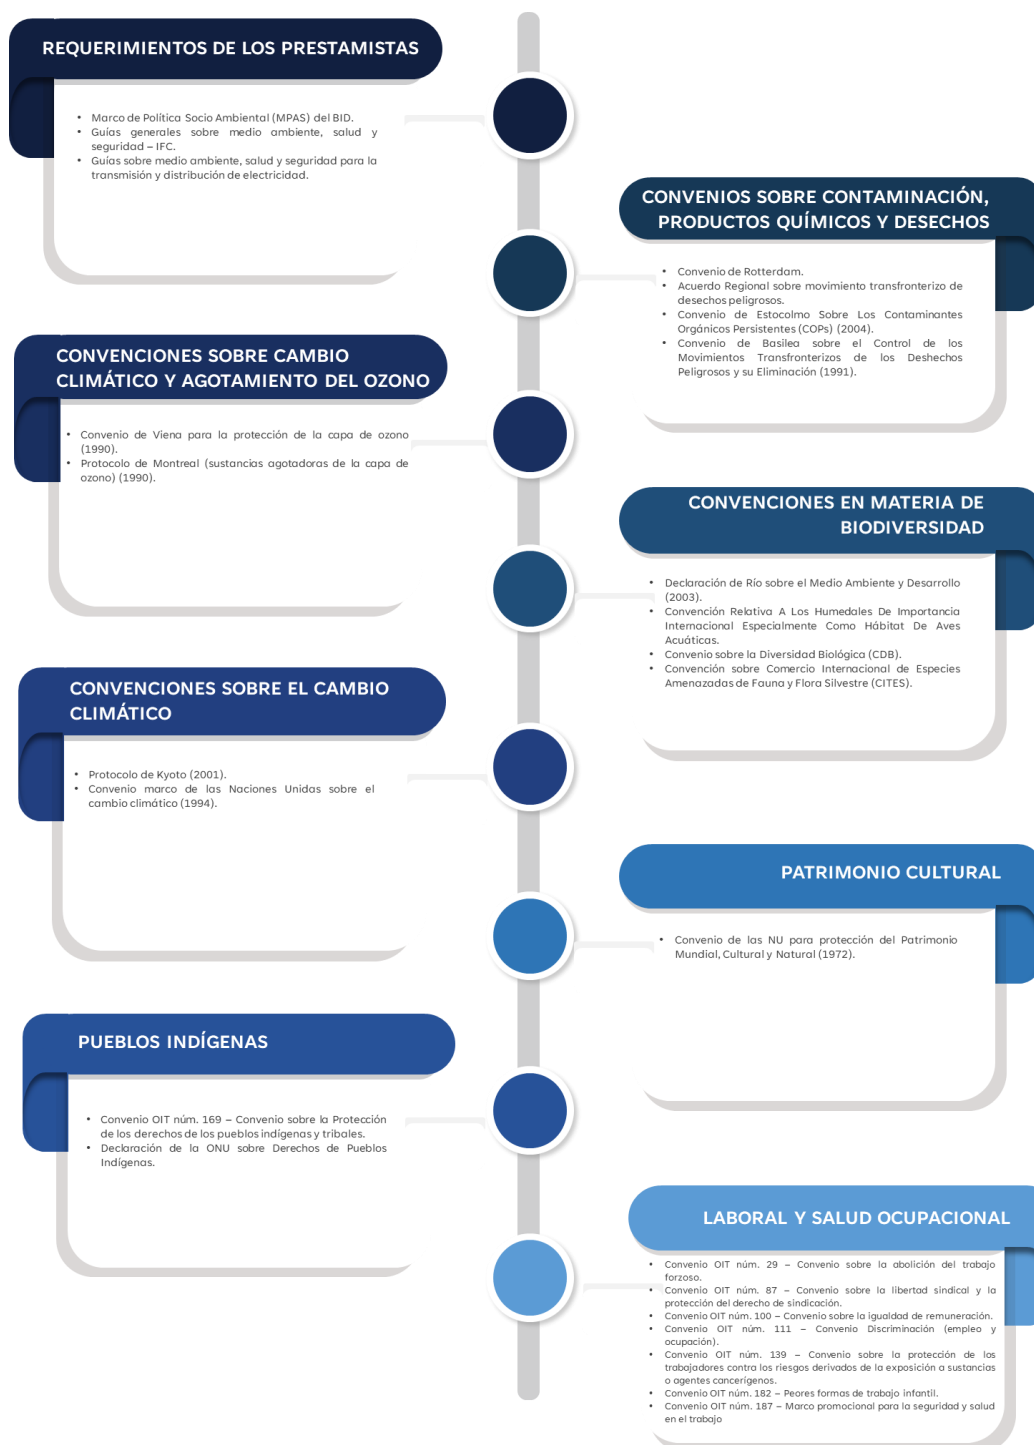 REQUERIMIENTOS DE LOS PRESTAMISTAS
• Marco de Política Socio Ambiental (MPAS) del BID.
• Guías generales sobre medio ambiente, salud y
seguridad – IFC.
• Guías sobre medio ambiente, salud y seguridad para la
transmisión y distribución de electricidad.
CONVENIOS SOBRE CONTAMINACIÓN,
PRODUCTOS QUÍMICOS Y DESECHOS
• Convenio de Rotterdam.
• Acuerdo Regional sobre movimiento transfronterizo de
desechos peligrosos.
• Convenio de Estocolmo Sobre Los Contaminantes
Orgánicos Persistentes (COPs) (2004).
• Convenio de Basilea sobre el Control de los
Movimientos Transfronterizos de los Deshechos
Peligrosos y su Eliminación (1991).
CONVENCIONES SOBRE CAMBIO
CLIMÁTICO Y AGOTAMIENTO DEL OZONO
• Convenio de Viena para la protección de la capa de ozono
(1990).
• Protocolo de Montreal (sustancias agotadoras de la capa de
ozono) (1990).
CONVENCIONES EN MATERIA DE
BIODIVERSIDAD
• Declaración de Río sobre el Medio Ambiente y Desarrollo
(2003).
• Convención Relativa A Los Humedales De Importancia
Internacional Especialmente Como Hábitat De Aves
Acuáticas.
• Convenio sobre la Diversidad Biológica (CDB).
• Convención sobre Comercio Internacional de Especies
Amenazadas de Fauna y Flora Silvestre (CITES).
CONVENCIONES SOBRE EL CAMBIO
CLIMÁTICO
• Protocolo de Kyoto (2001).
• Convenio marco de las Naciones Unidas sobre el
cambio climático (1994).
PATRIMONIO CULTURAL
• Convenio de las NU para protección del Patrimonio
Mundial, Cultural y Natural (1972).
PUEBLOS INDÍGENAS
• Convenio OIT núm. 169 – Convenio sobre la Protección
de los derechos de los pueblos indígenas y tribales.
• Declaración de la ONU sobre Derechos de Pueblos
Indígenas.
LABORAL Y SALUD OCUPACIONAL
• Convenio OIT núm. 29 – Convenio sobre la abolición del trabajo
forzoso.
• Convenio OIT núm. 87 – Convenio sobre la libertad sindical y la
protección del derecho de sindicación.
• Convenio OIT núm. 100 – Convenio sobre la igualdad de remuneración.
• Convenio OIT núm. 111 – Convenio Discriminación (empleo y
ocupación).
• Convenio OIT núm. 139 – Convenio sobre la protección de los
trabajadores contra los riesgos derivados de la exposición a sustancias
o agentes cancerígenos.
• Convenio OIT núm. 182 – Peores formas de trabajo infantil.
• Convenio OIT núm. 187 – Marco promocional para la seguridad y salud
en el trabajo